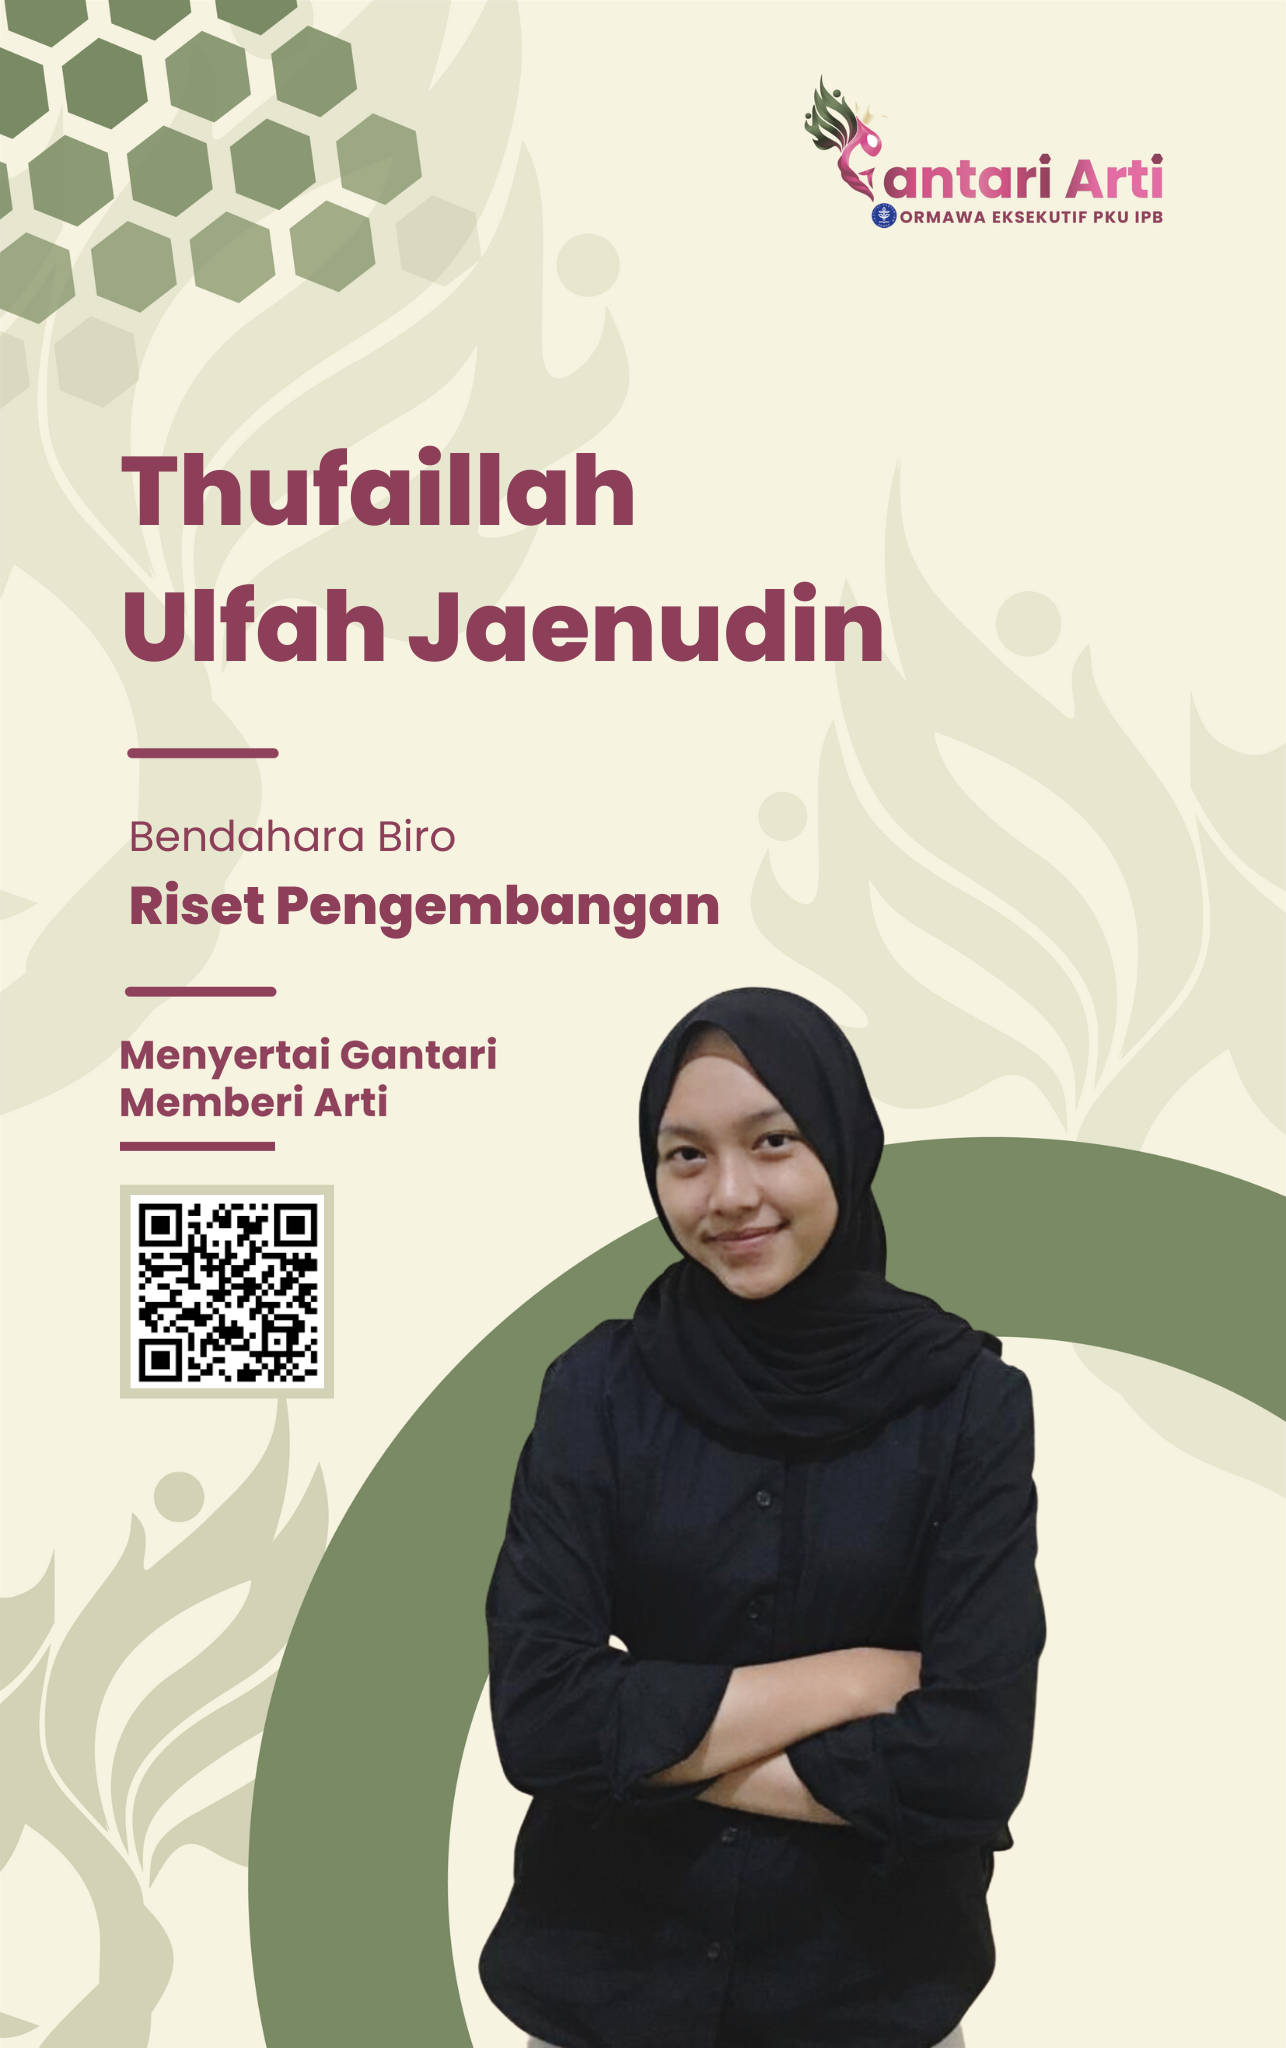 Gantari Arti
ORMAWA EKSEKUTIF PKU IPB
Thufaillah
Ulfah Jaenudin
Bendahara Biro
Riset Pengembangan
Menyertai Gantari
Memberi Arti